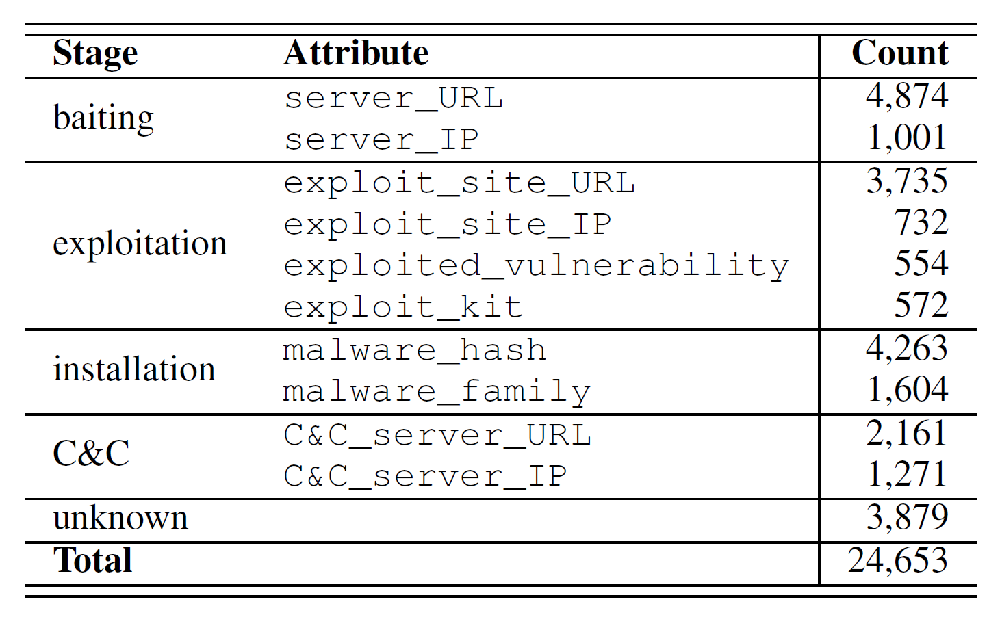 Stage Attribute Count
baiting server_URL 4,874
server_IP 1,001
exploitation exploit_site_URL 3,735
exploit_site_IP 732
exploited_vulnerability 554
exploit_kit 572
installation malware_hash 4,263
malware_family 1,604
C&C C&C_server_URL 2,161
C&C_server_IP 1,271
unknown 3,879
Total 24,653